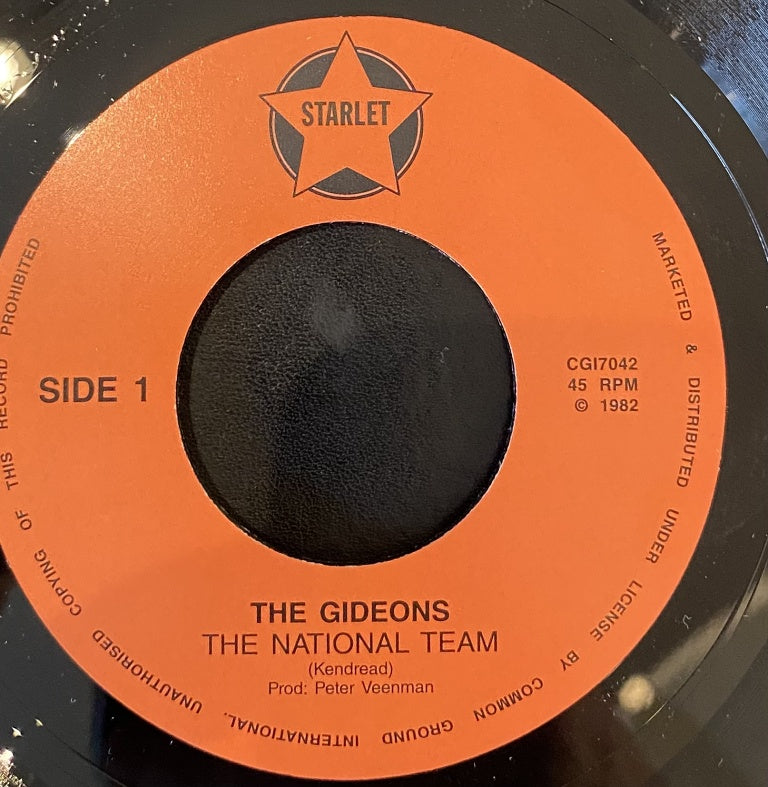 STARLET
SIDE 1
CGI7042
45 RPM
© 1982
THE GIDEONS
THE NATIONAL TEAM
(Kendread)
Prod: Peter Veenman
MARKETED & DISTRIBUTED UNDER LICENSE BY COMMON GROUND INTERNATIONAL. UNAUTHORISED COPYING OF THIS RECORD PROHIBITED